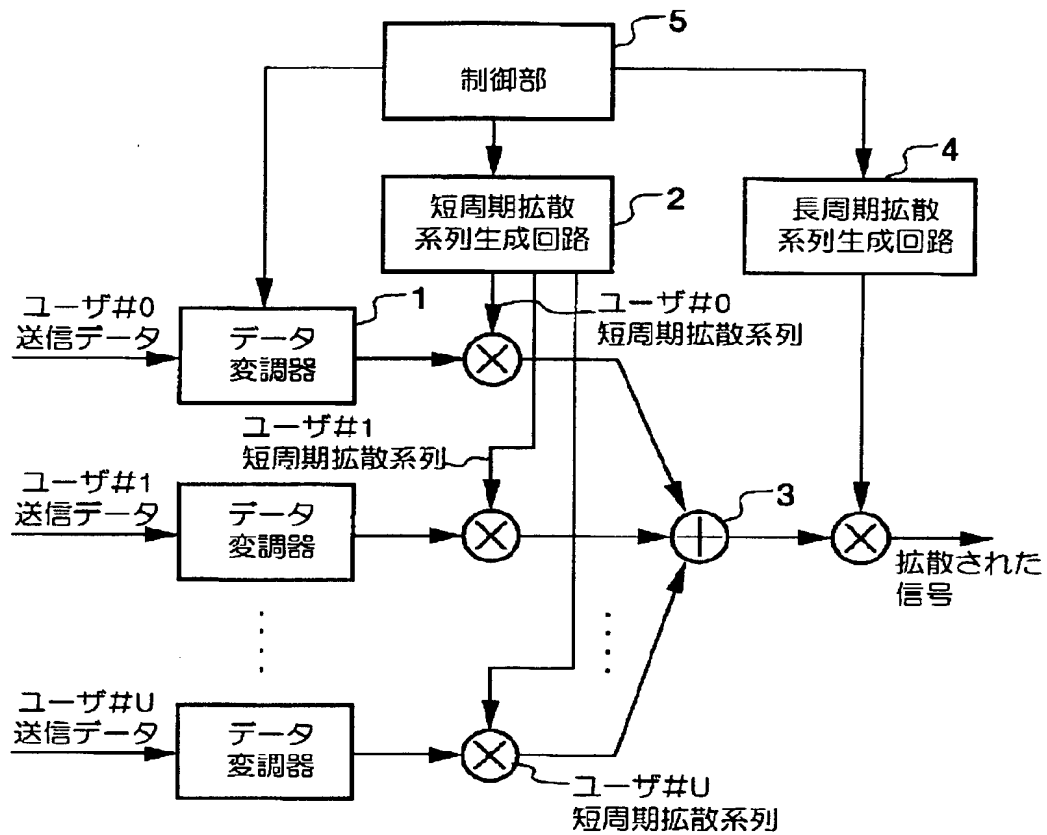 5
制御部
4
短周期拡散
系列生成回路
2
長周期拡散
系列生成回路
ユーザ#0
送信データ
1
データ
変調器
ユーザ#0
短周期拡散系列
ユーザ#1
短周期拡散系列
ユーザ#1
送信データ
データ
変調器
3
拡散された
信号
ユーザ#U
送信データ
データ
変調器
ユーザ#U
短周期拡散系列